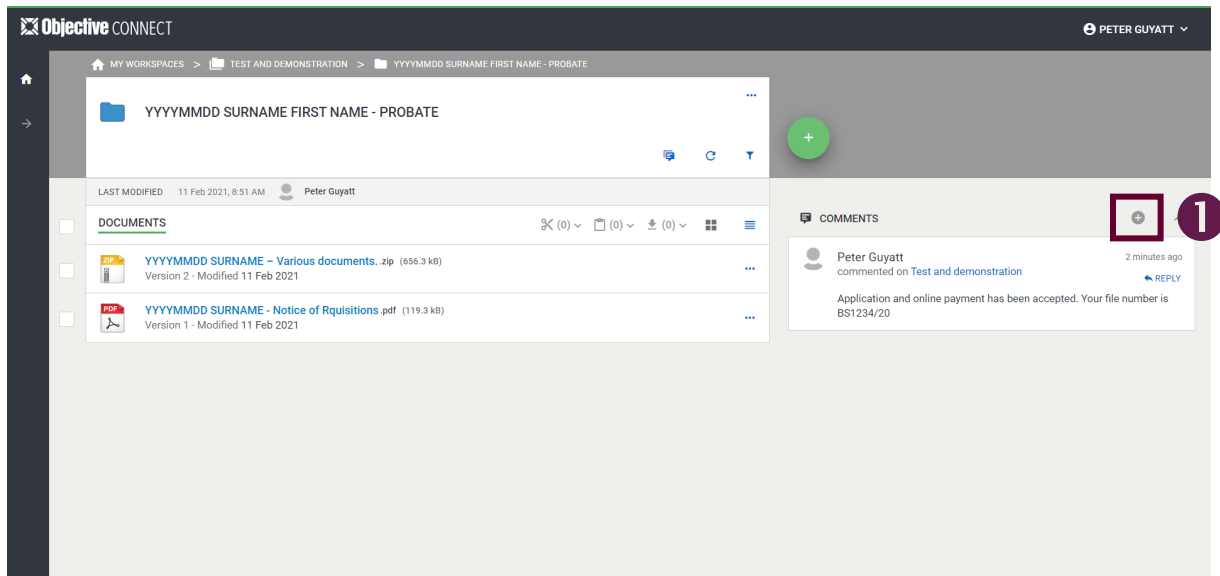 Objective CONNECT
PETER GUYATT
MY WORKSPACES > TEST AND DEMONSTRATION > YYYYMMDD SURNAME FIRST NAME - PROBATE
YYYYMMDD SURNAME FIRST NAME - PROBATE
LAST MODIFIED 11 Feb 2021, 8:51 AM Peter Guyatt
DOCUMENTS
(0) (0) (0)
ZIP
YYYYMMDD SURNAME – Various documents. .zip (656.3 kB)
Version 2 - Modified 11 Feb 2021
PDF
YYYYMMDD SURNAME - Notice of Rquisitions .pdf (119.3 kB)
Version 1 - Modified 11 Feb 2021
COMMENTS
1
Peter Guyatt
2 minutes ago
commented on Test and demonstration
REPLY
Application and online payment has been accepted. Your file number is
BS1234/20